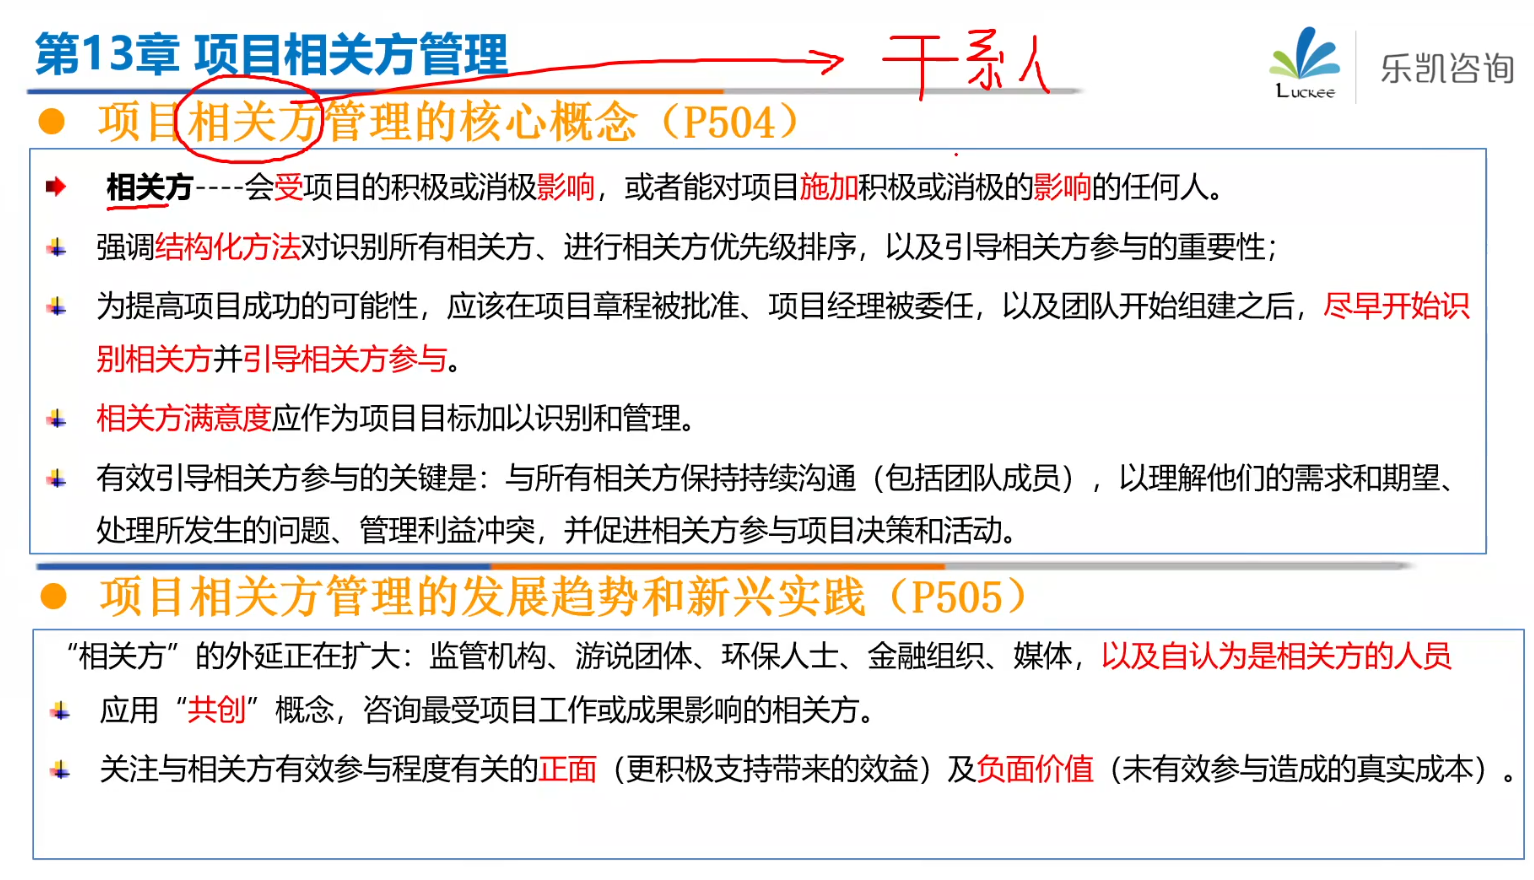 第13章 项目相关方管理
干系人
Luckee
乐凯咨询
项目相关方管理的核心概念（P504）
相关方----会受项目的积极或消极影响，或者能对项目施加积极或消极的影响的任何人。
强调结构化方法对识别所有相关方、进行相关方优先级排序，以及引导相关方参与的重要性；
为提高项目成功的可能性，应该在项目章程被批准、项目经理被委任，以及团队开始组建之后，尽早开始识
别相关方并引导相关方参与。
相关方满意度应作为项目目标加以识别和管理。
有效引导相关方参与的关键是：与所有相关方保持持续沟通（包括团队成员），以理解他们的需求和期望、
处理所发生的问题、管理利益冲突，并促进相关方参与项目决策和活动。
项目相关方管理的发展趋势和新兴实践（P505）
“相关方”的外延正在扩大：监管机构、游说团体、环保人士、金融组织、媒体，以及自认为是相关方的人员
应用“共创”概念，咨询最受项目工作或成果影响的相关方。
关注与相关方有效参与程度有关的正面（更积极支持带来的效益）及负面价值（未有效参与造成的真实成本）。